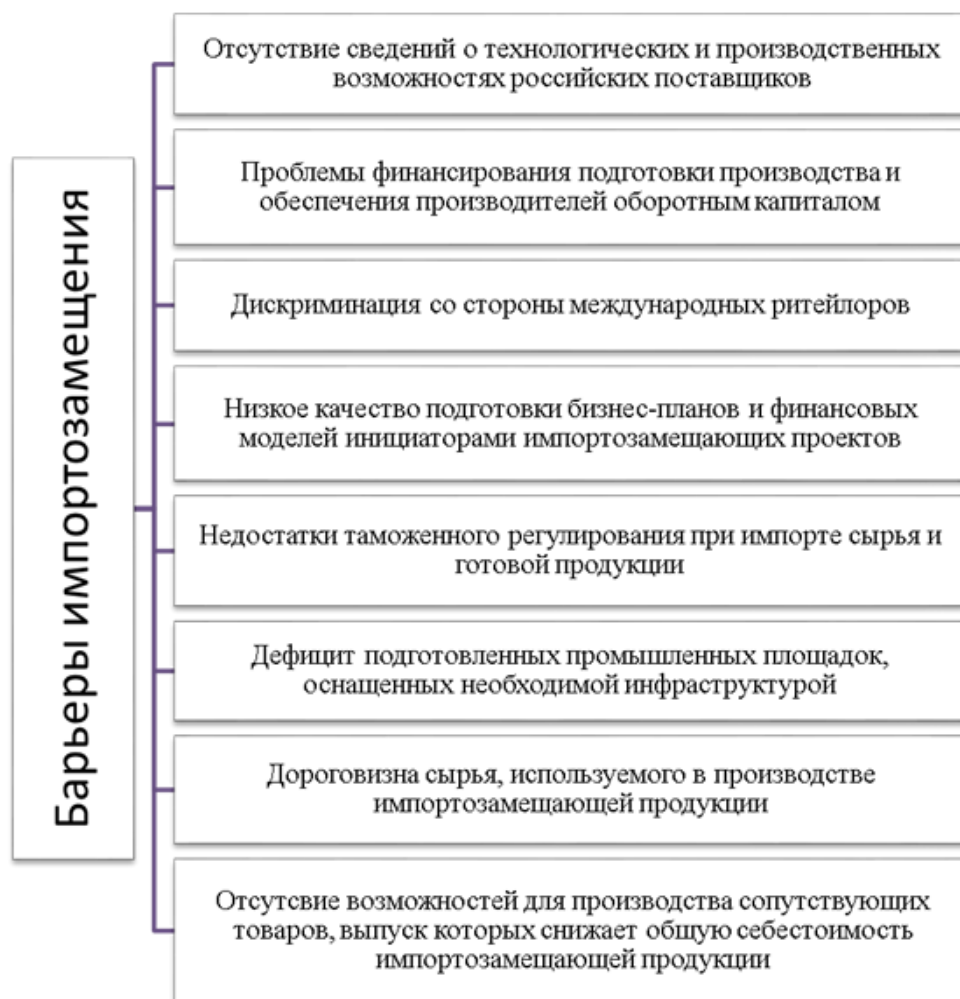 Барьеры импортозамещения
Отсутствие сведений о технологических и производственных
возможностях российских поставщиков
Проблемы финансирования подготовки производства и
обеспечения производителей оборотным капиталом
Дискриминация со стороны международных ритейлоров
Низкое качество подготовки бизнес-планов и финансовых
моделей инициаторами импортозамещающих проектов
Недостатки таможенного регулирования при импорте сырья и
готовой продукции
Дефицит подготовленных промышленных площадок,
оснащенных необходимой инфраструктурой
Дороговизна сырья, используемого в производстве
импортозамещающей продукции
Отсутсвие возможностей для производства сопутствующих
товаров, выпуск которых снижает общую себестоимость
импортозамещающей продукции